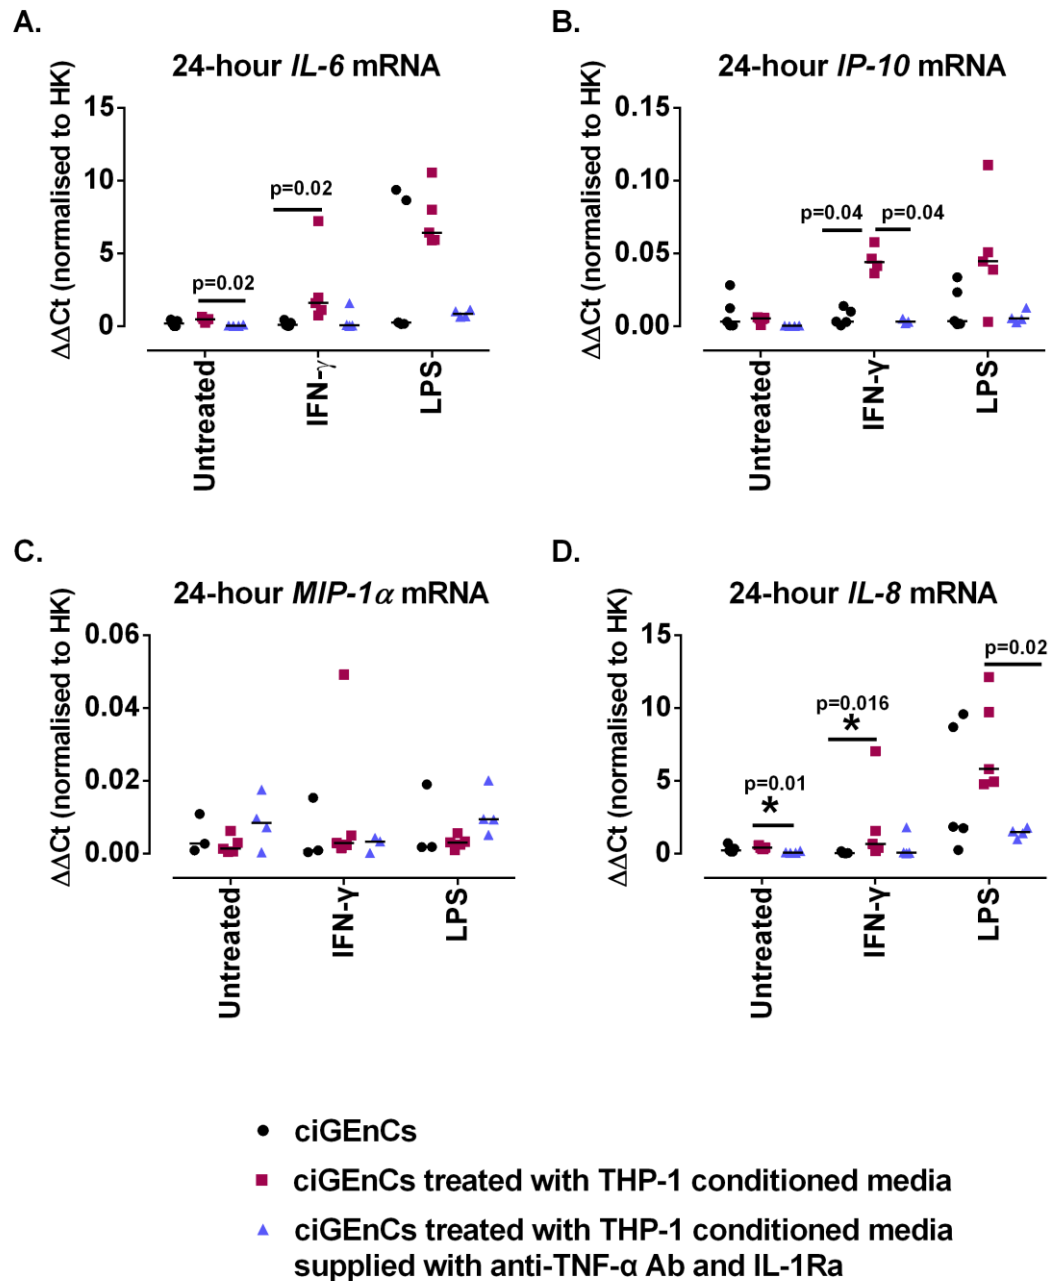 A.
24-hour IL-6 mRNA
ΔΔCt (normalised to HK)
15
10
5
0
p=0.02
p=0.02
Untreated
IFN-γ
LPS
B.
24-hour IP-10 mRNA
ΔΔCt (normalised to HK)
0.15
0.10
0.05
0.00
p=0.04
p=0.04
Untreated
IFN-γ
LPS
C.
24-hour MIP-1α mRNA
ΔΔCt (normalised to HK)
0.06
0.04
0.02
0.00
Untreated
IFN-γ
LPS
D.
24-hour IL-8 mRNA
ΔΔCt (normalised to HK)
15
10
5
0
p=0.01
*
p=0.016
*
p=0.02
Untreated
IFN-γ
LPS
ciGEnCs
ciGEnCs treated with THP-1 conditioned media
ciGEnCs treated with THP-1 conditioned media
supplied with anti-TNF-α Ab and IL-1Ra